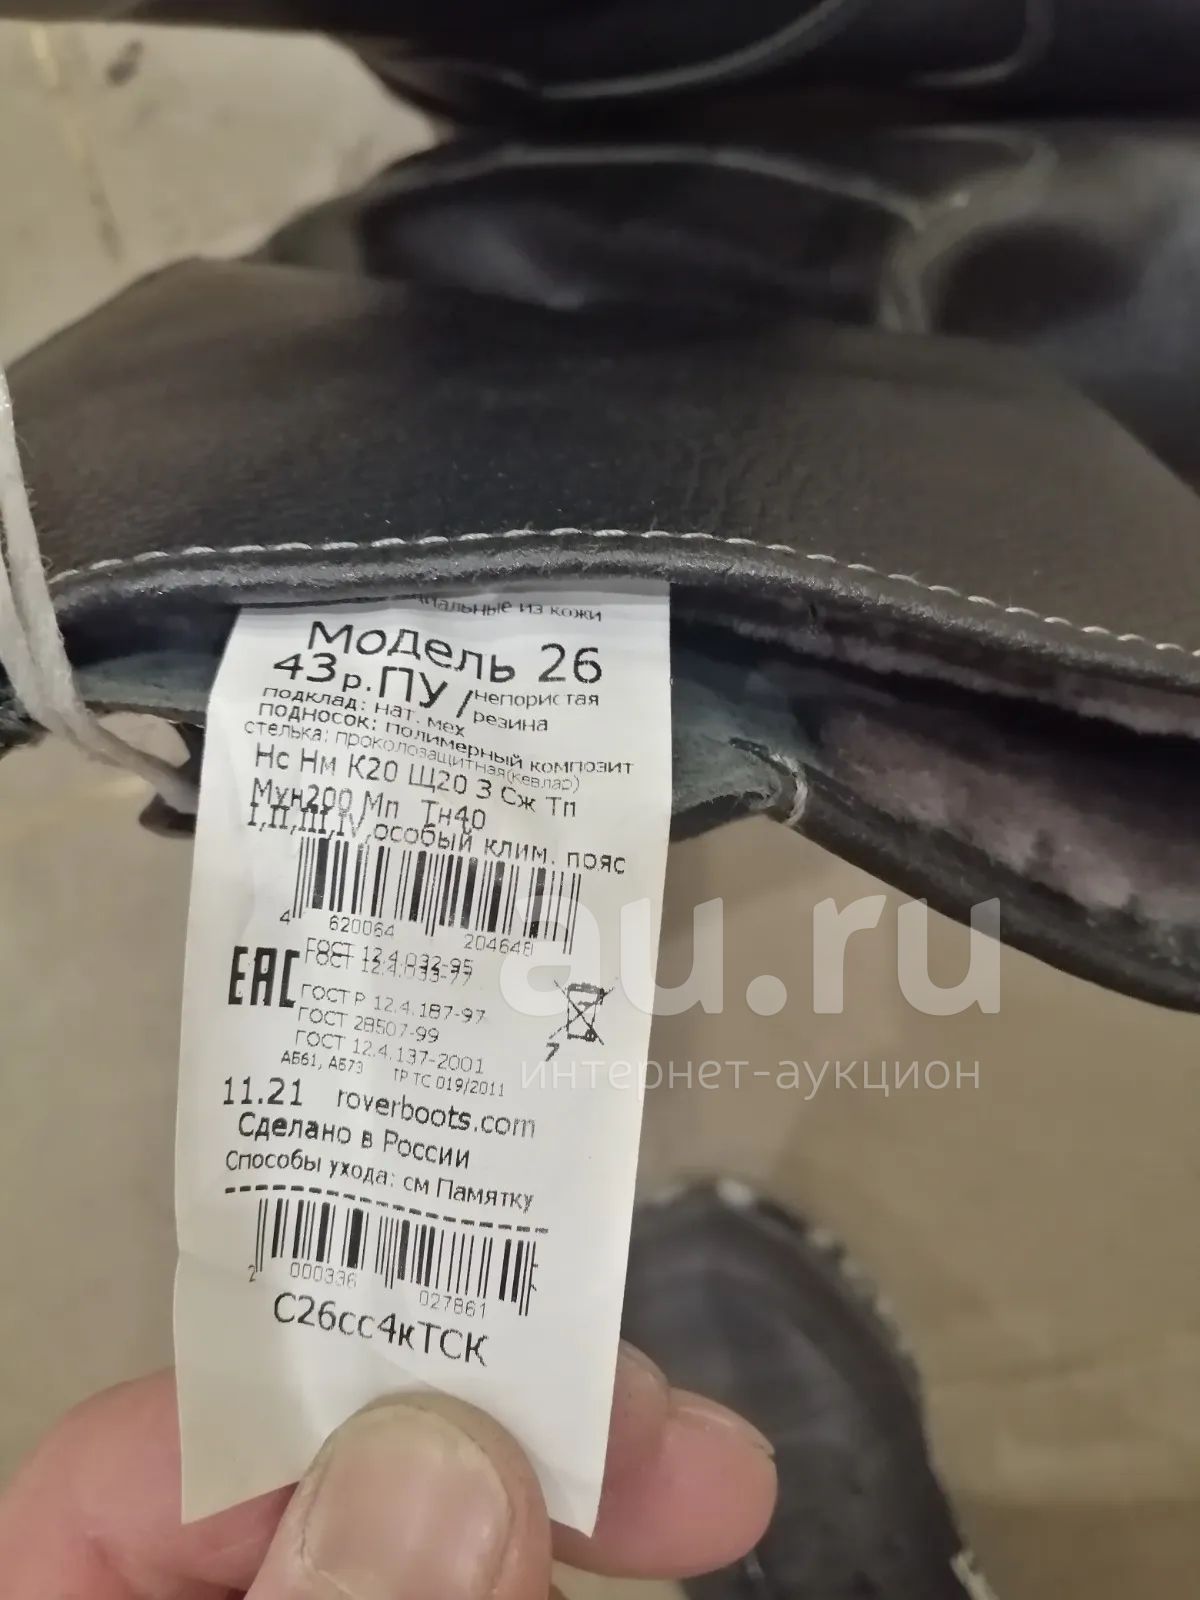 из кожи
Модель 26
43р.ПУ/непористая
резина
подклад: нат. мех
подносок: полимерный композит
стелька: проколозащитная(кевлар)
Нс Нм К20 Щ20 З Сж Тп
Мун200 Мп Тн40
I,II,III,IV,особый клим. пояс
4 620064 204648
ГОСТ 12.4.032-95
ГОСТ 12.4.033-77
EAC
ГОСТ Р 12.4.187-97
ГОСТ 28507-99
ГОСТ 12.4.137-2001
7
АБ61, АБ73 ТР ТС 019/2011
11.21 roverboots.com
Сделано в России
Способы ухода: см Памятку
2 000336 027861
С26сс4кТСК
au.ru
интернет-аукцион